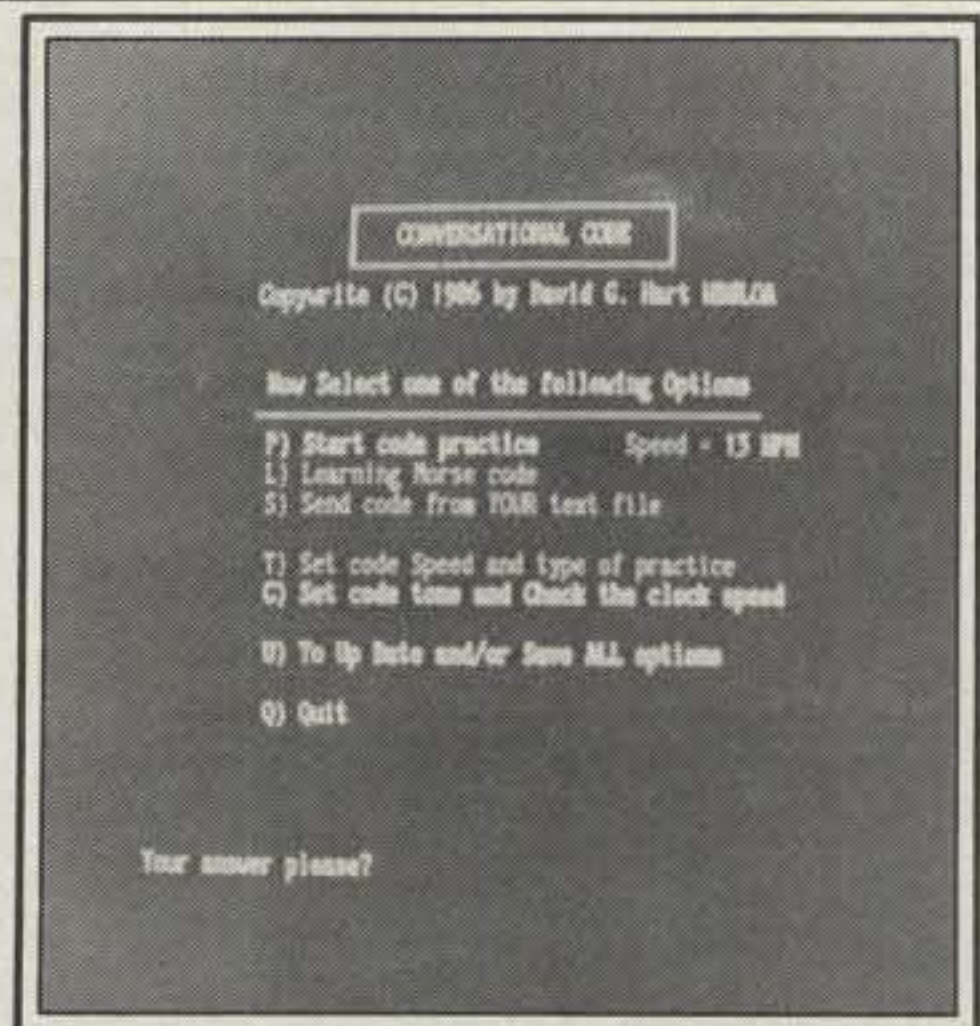 CONVERSATIONAL CODE
Copywrite (C) 1986 by David G. Hart
Now Select one of the following Options
P) Start code practice Speed - 13 WPM
L) Learning Morse code
S) Send code from YOUR text file
T) Set code Speed and type of practice
C) Set code tone and Check the clock speed
U) To Up Date and/or Save ALL options
Q) Quit
Your answer please?